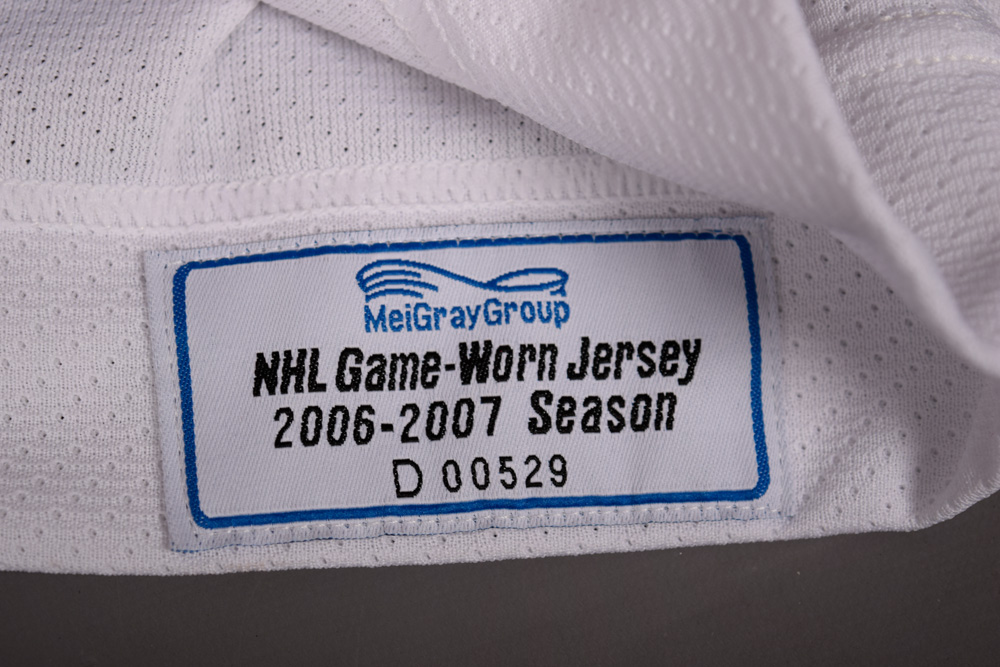 MeiGrayGroup
NHL Game-Worn Jersey
2006-2007 Season
D 00529